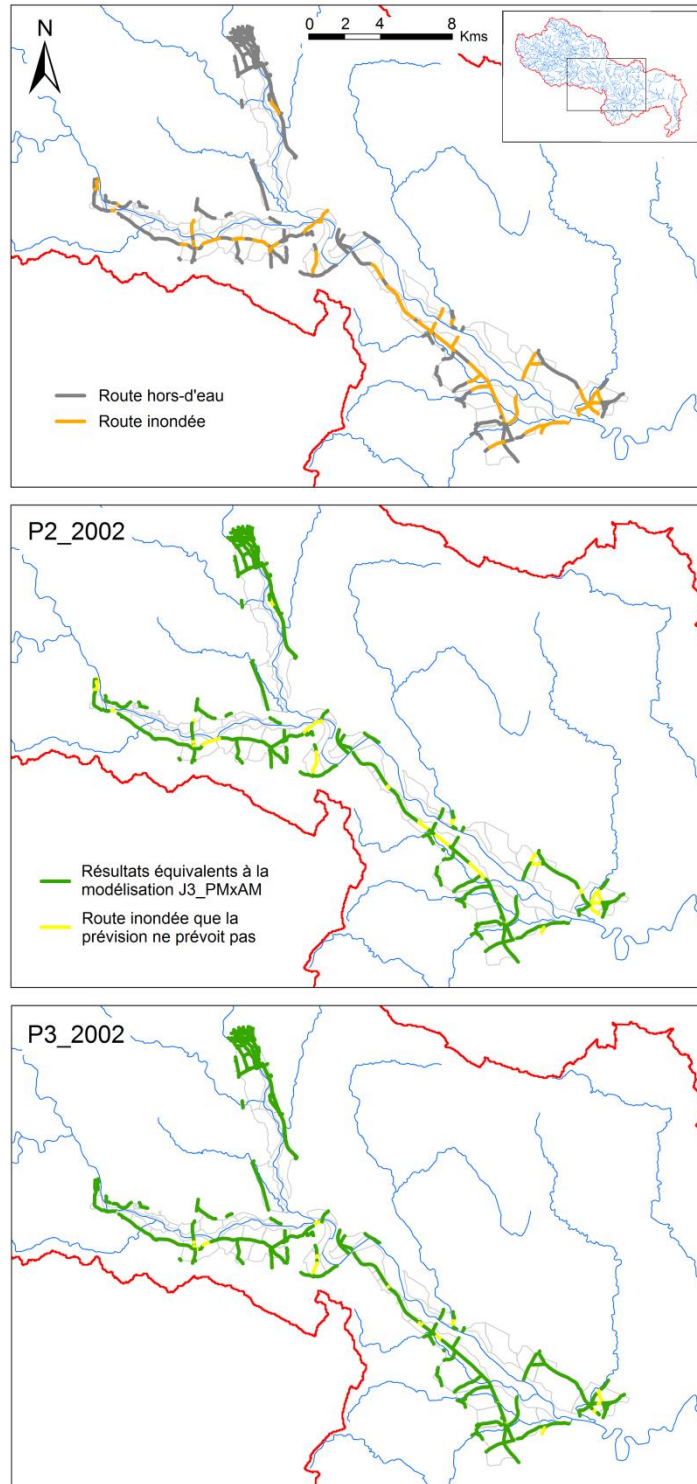 N
0 2 4 8
Kms
Route hors-d'eau
Route inondée
P2_2002
Résultats équivalents à la
modélisation J3_PMxAM
Route inondée que la
prévision ne prévoit pas
P3_2002